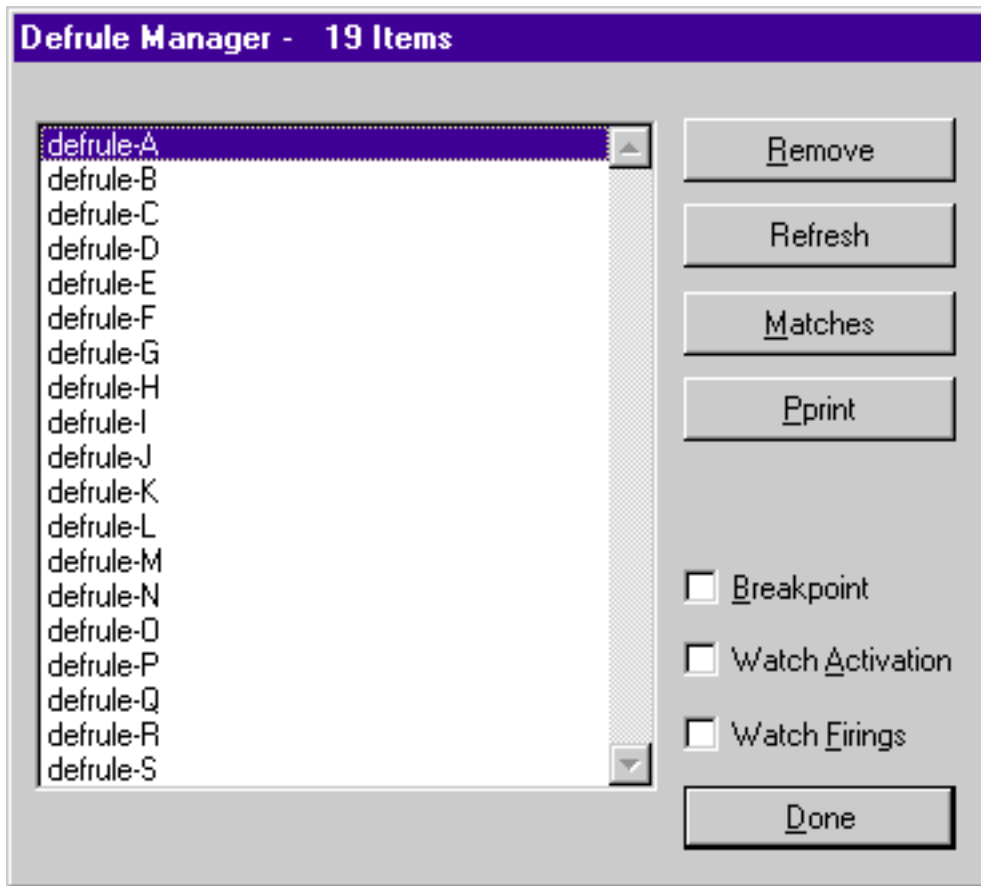 Defrule Manager -   19 Items
defrule-A
defrule-B
defrule-C
defrule-D
defrule-E
defrule-F
defrule-G
defrule-H
defrule-I
defrule-J
defrule-K
defrule-L
defrule-M
defrule-N
defrule-O
defrule-P
defrule-Q
defrule-R
defrule-S
Remove
Refresh
Matches
Pprint
Breakpoint
Watch Activation
Watch Firings
Done